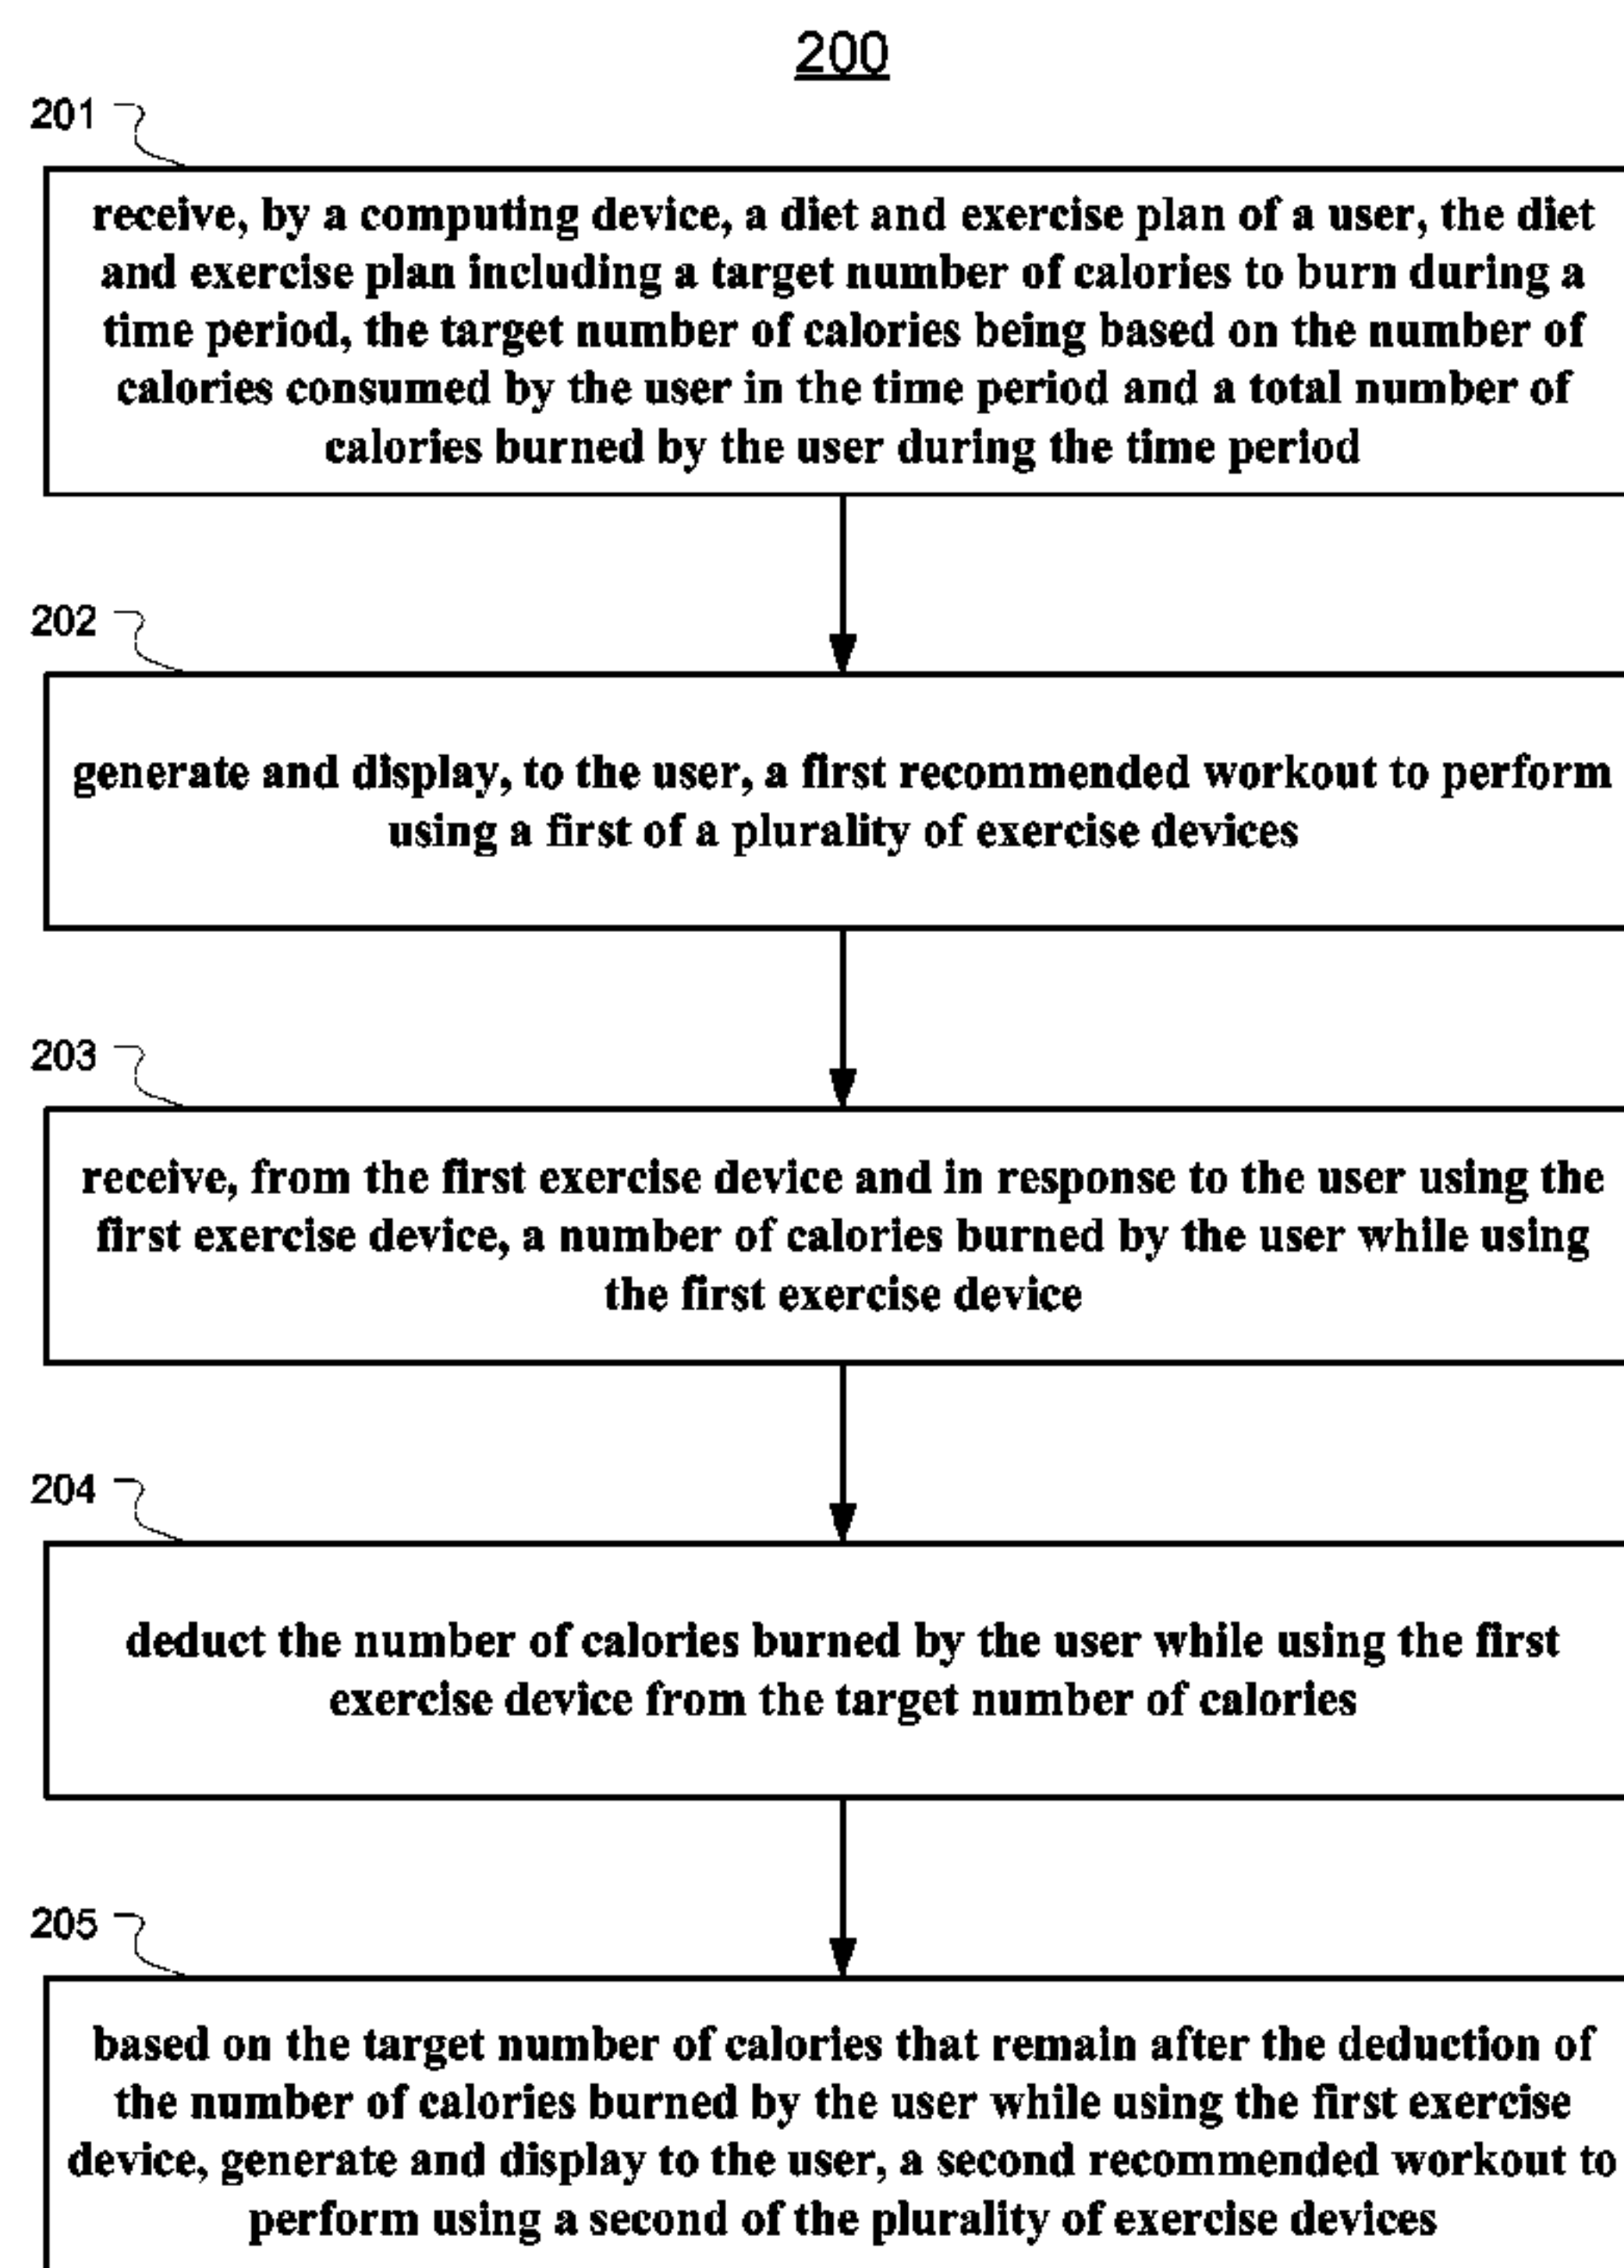 200
201
receive, by a computing device, a diet and exercise plan of a user, the diet
and exercise plan including a target number of calories to burn during a
time period, the target number of calories being based on the number of
calories consumed by the user in the time period and a total number of
calories burned by the user during the time period
202
generate and display, to the user, a first recommended workout to perform
using a first of a plurality of exercise devices
203
receive, from the first exercise device and in response to the user using the
first exercise device, a number of calories burned by the user while using
the first exercise device
204
deduct the number of calories burned by the user while using the first
exercise device from the target number of calories
205
based on the target number of calories that remain after the deduction of
the number of calories burned by the user while using the first exercise
device, generate and display to the user, a second recommended workout to
perform using a second of the plurality of exercise devices